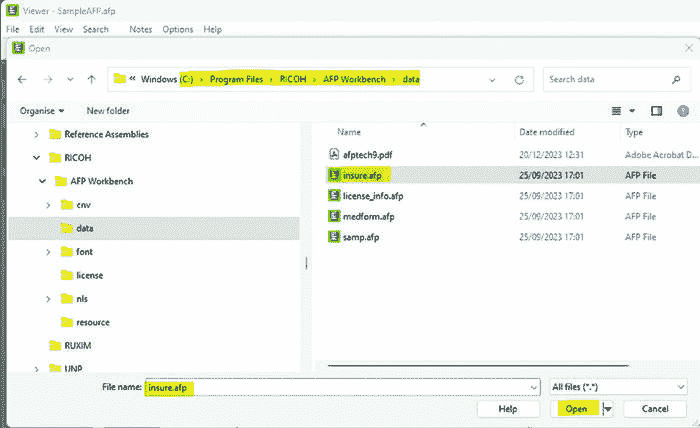 Viewer - SampleAFP.afp
File Edit View Search Notes Options Help
Open
« Windows (C:) › Program Files › RICOH › AFP Workbench › data
Search data
Organise New folder
Name Date modified Type
Reference Assemblies
RICOH
AFP Workbench
cnv
data
font
license
nls
resource
RUXIM
UNP
afptech9.pdf 20/12/2023 12:31 Adobe Acrobat D...
insure.afp 25/09/2023 17:01 AFP File
license_info.afp 25/09/2023 17:01 AFP File
medform.afp 25/09/2023 17:01 AFP File
samp.afp 25/09/2023 17:01 AFP File
File name: insure.afp All files (*.*)
Help Open Cancel